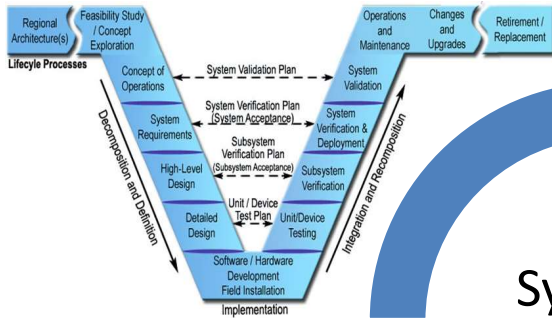 Regional
Architecture(s)
Feasibility Study
/ Concept
Exploration
Operations
and
Maintenance
Changes
and
Upgrades
Retirement /
Replacement
Lifecyle Processes
Concept of
Operations
System Validation Plan
System
Validation
System
Requirements
System Verification Plan
(System Acceptance)
System
Verification &
Deployment
High-Level
Design
Subsystem
Verification Plan
(Subsystem Acceptance)
Subsystem
Verification
Detailed
Design
Unit / Device
Test Plan
Unit/Device
Testing
Software / Hardware
Development
Field Installation
Implementation
Decomposition and Definition
Integration and Recomposition
Sy